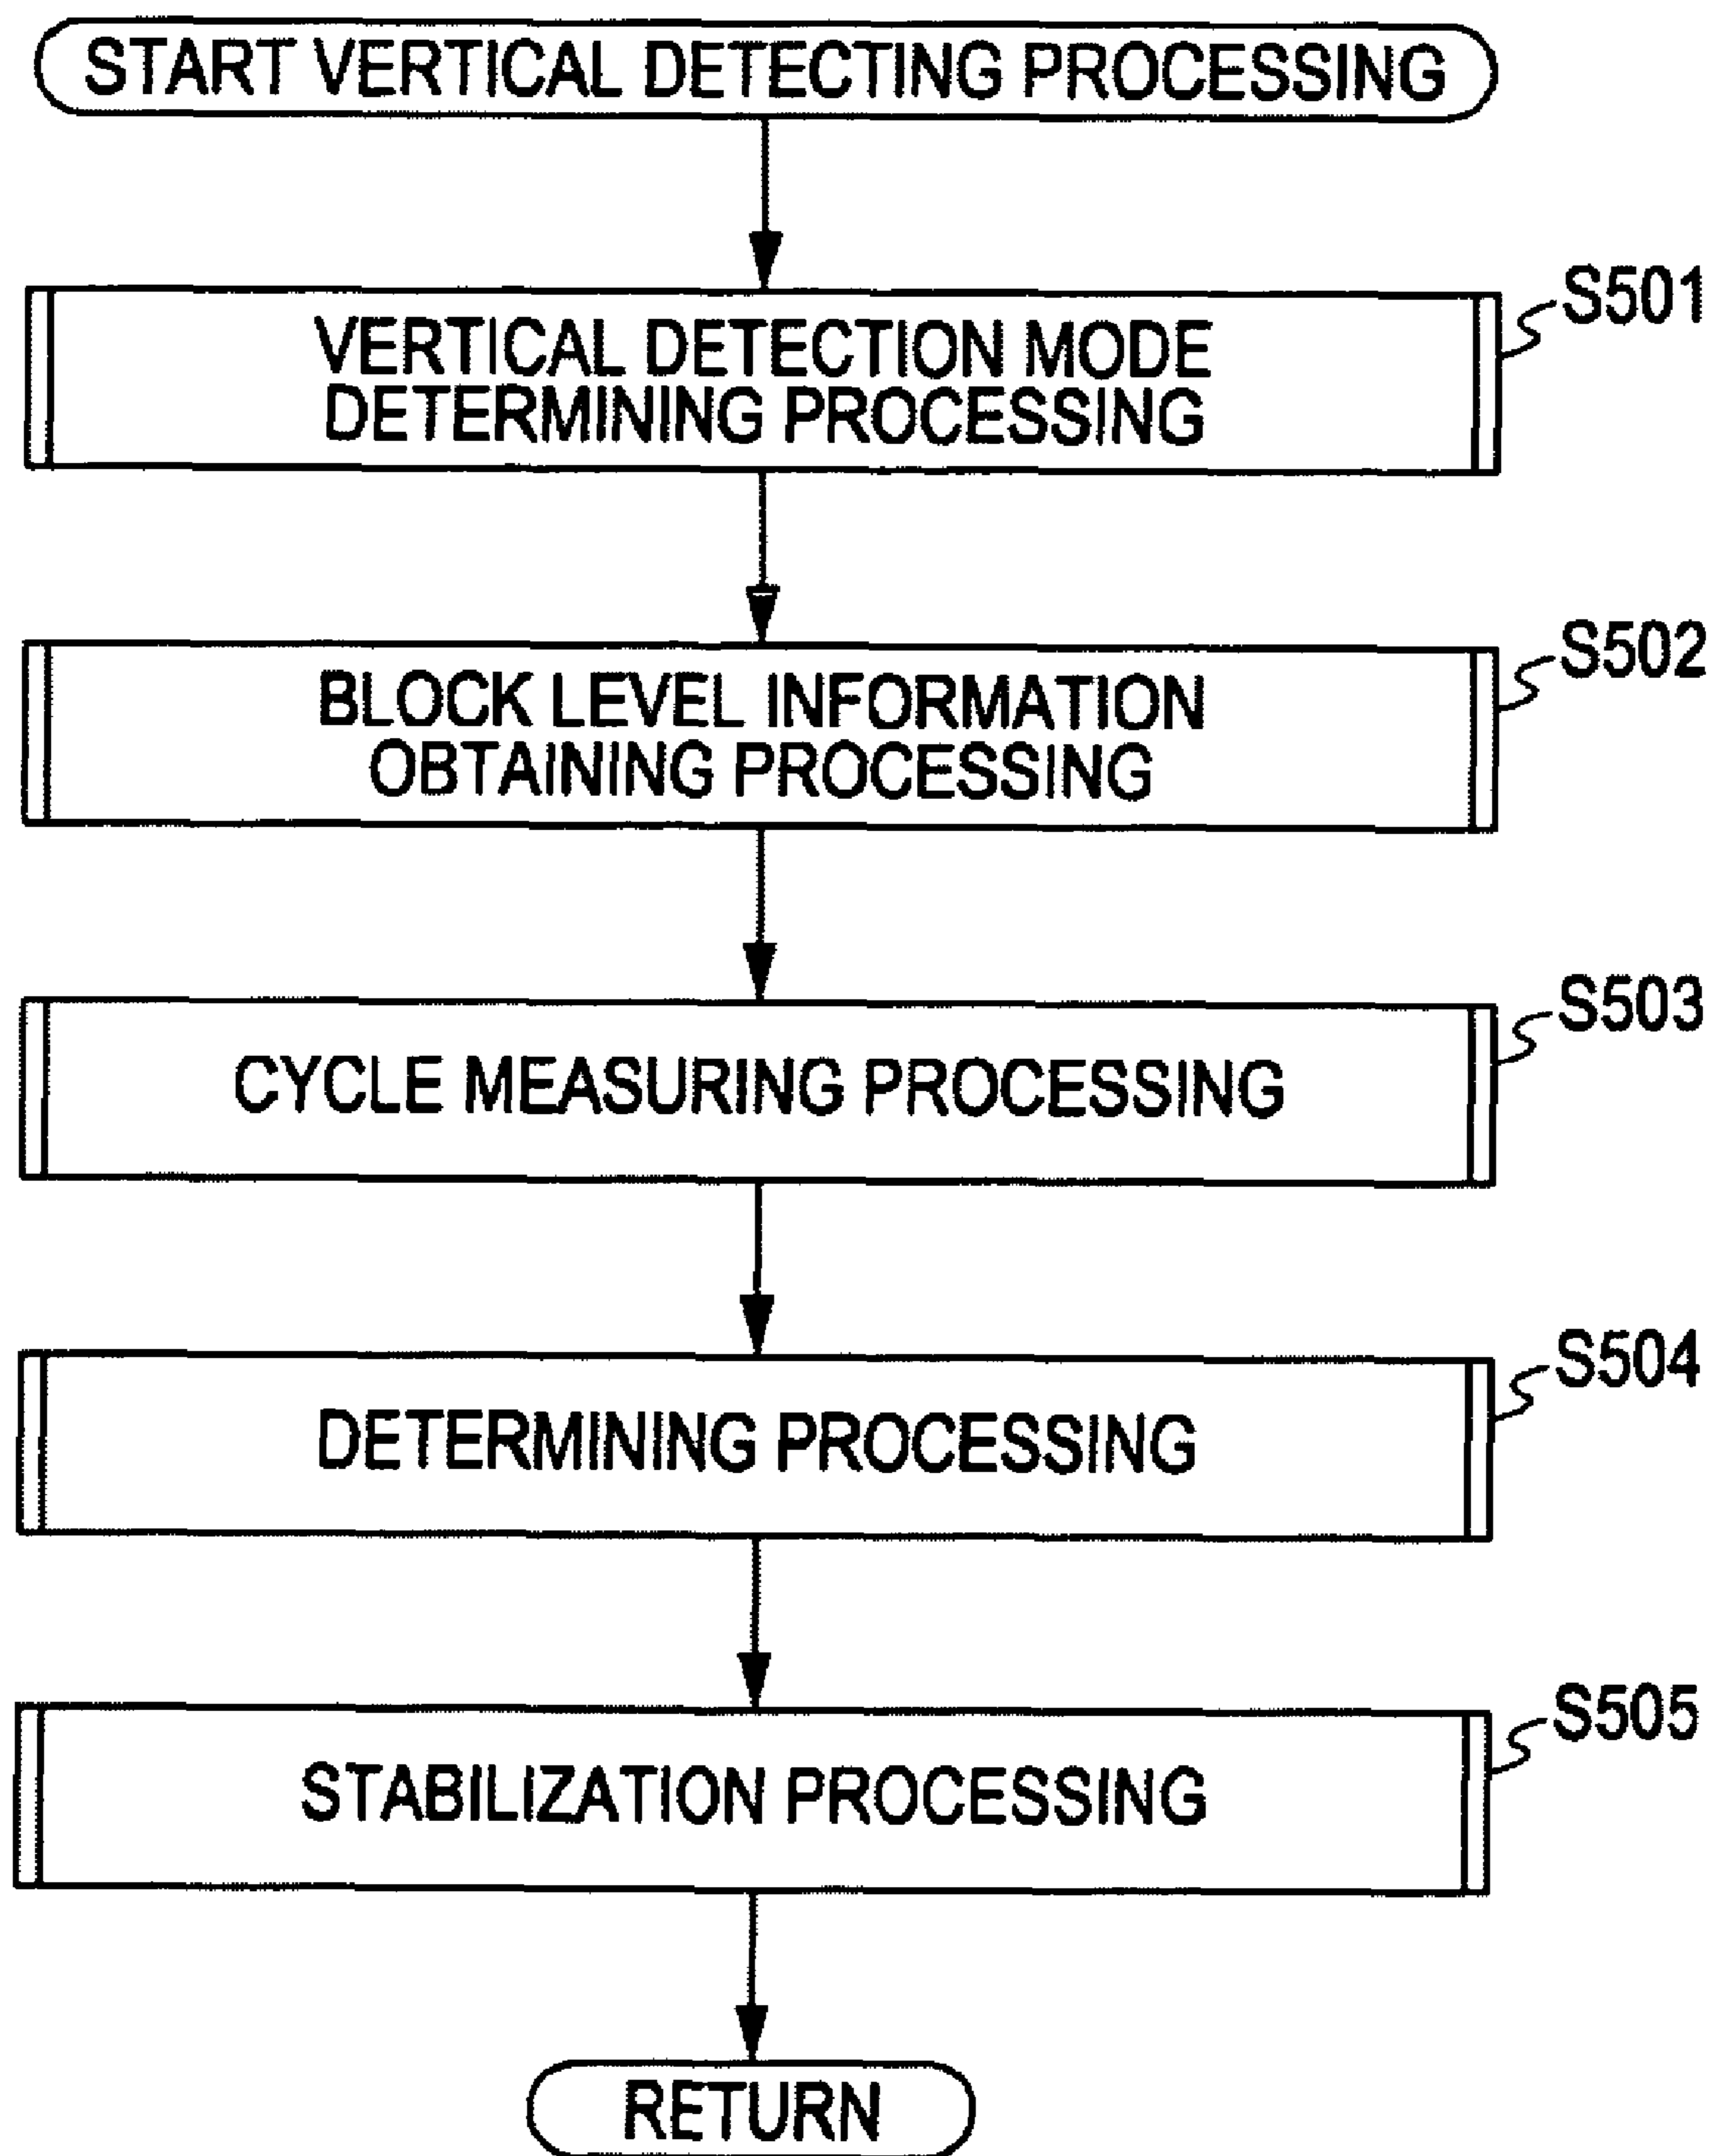 START VERTICAL DETECTING PROCESSING
S501
VERTICAL DETECTION MODE
DETERMINING PROCESSING
S502
BLOCK LEVEL INFORMATION
OBTAINING PROCESSING
S503
CYCLE MEASURING PROCESSING
S504
DETERMINING PROCESSING
S505
STABILIZATION PROCESSING
RETURN